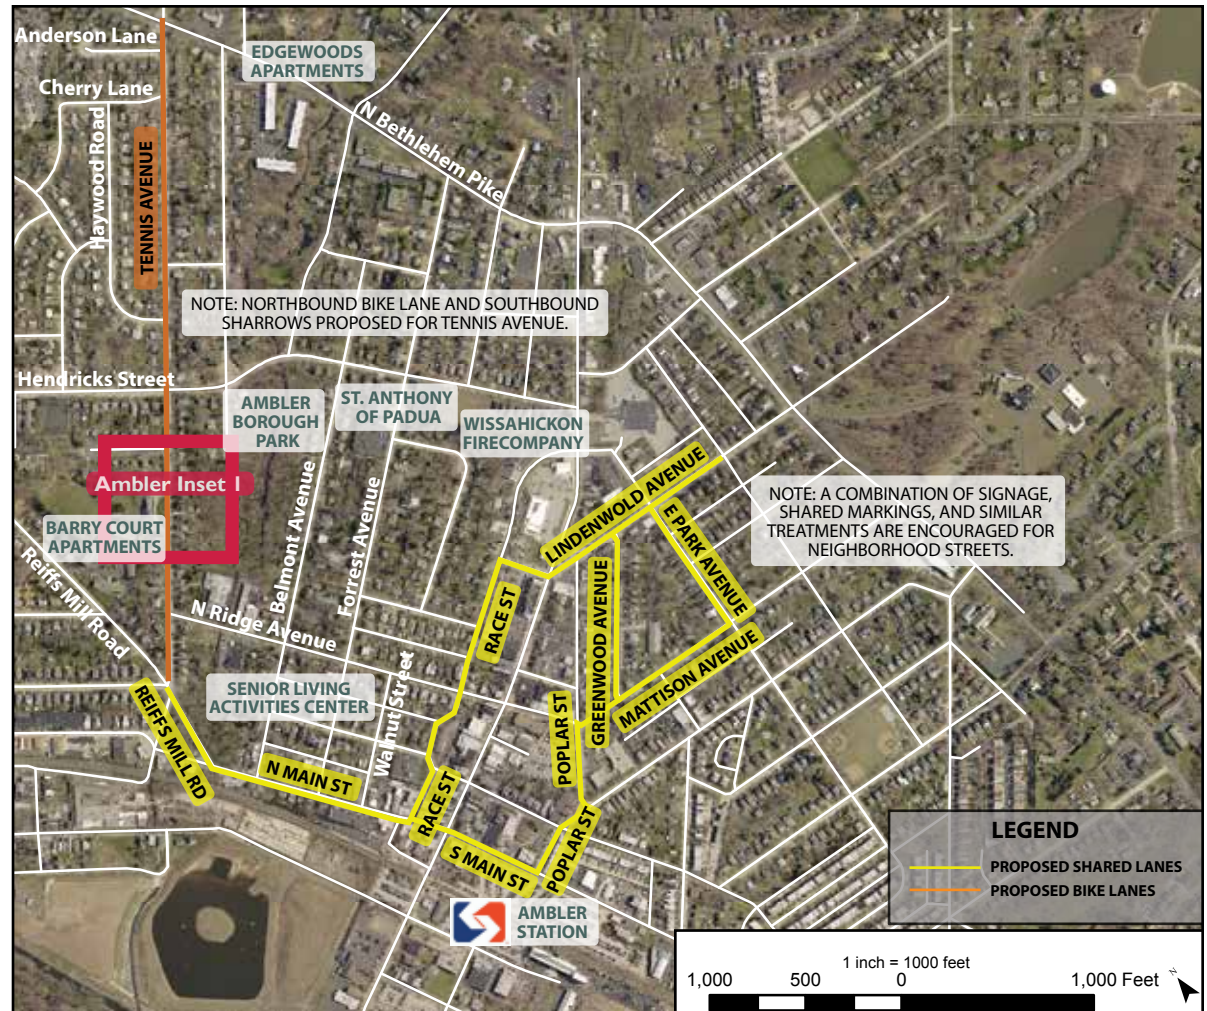 Anderson Lane
EDGEWOODS
APARTMENTS
Cherry Lane
Haywood Road
TENNIS AVENUE
N Bethlehem Pike
NOTE: NORTHBOUND BIKE LANE AND SOUTHBOUND
SHARROWS PROPOSED FOR TENNIS AVENUE.
Hendricks Street
AMBLER
BOROUGH
PARK
ST. ANTHONY
OF PADUA
WISSAHICKON
FIRECOMPANY
Ambler Inset 1
BARRY COURT
APARTMENTS
Reiffs Mill Road
Belmont Avenue
Forrest Avenue
LINDENWOLD AVENUE
NOTE: A COMBINATION OF SIGNAGE,
SHARED MARKINGS, AND SIMILAR
TREATMENTS ARE ENCOURAGED FOR
NEIGHBORHOOD STREETS.
E PARK AVENUE
N Ridge Avenue
RACE ST
GREENWOOD AVENUE
MATTISON AVENUE
SENIOR LIVING
ACTIVITIES CENTER
Walnut Street
POPLAR ST
REIFFS MILL RD
N MAIN ST
RACE ST
S MAIN ST
POPLAR ST
AMBLER
STATION
LEGEND
PROPOSED SHARED LANES
PROPOSED BIKE LANES
1 inch = 1000 feet
1,000 500 0 1,000 Feet
N